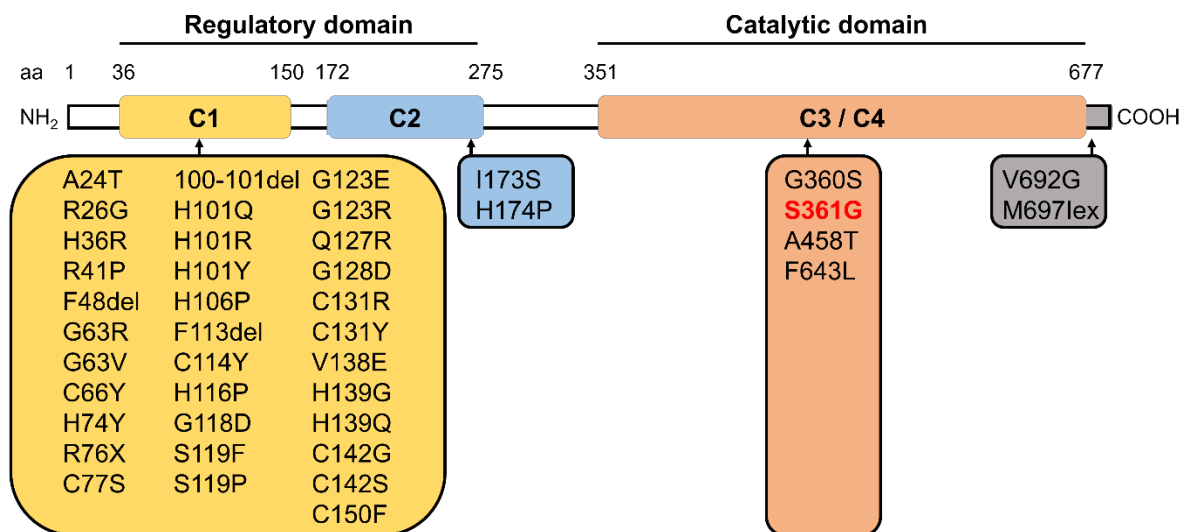 Regulatory domain Catalytic domain
aa 1 36 150 172 275 351 677
NH2 C1 C2 C3 / C4 COOH
A24T 100-101del G123E I173S G360S V692G
R26G H101Q G123R H174P S361G M697Iex
H36R H101R Q127R A458T
R41P H101Y G128D F643L
F48del H106P C131R
G63R F113del C131Y
G63V C114Y V138E
C66Y H116P H139G
H74Y G118D H139Q
R76X S119F C142G
C77S S119P C142S
C150F